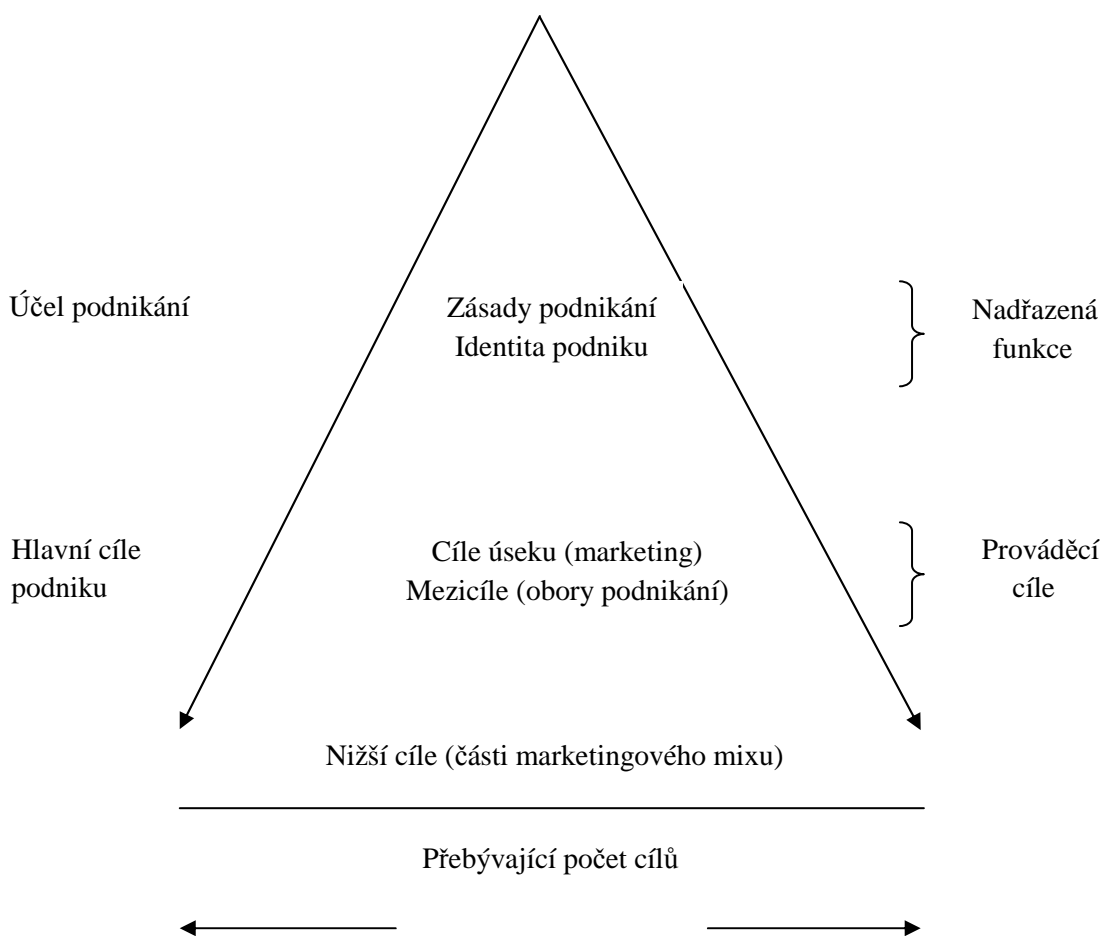 Účel podnikání
Zásady podnikání
Identita podniku
Nadřazená
funkce
Hlavní cíle
podniku
Cíle úseku (marketing)
Mezicíle (obory podnikání)
Prováděcí
cíle
Nižší cíle (části marketingového mixu)
Přebývající počet cílů